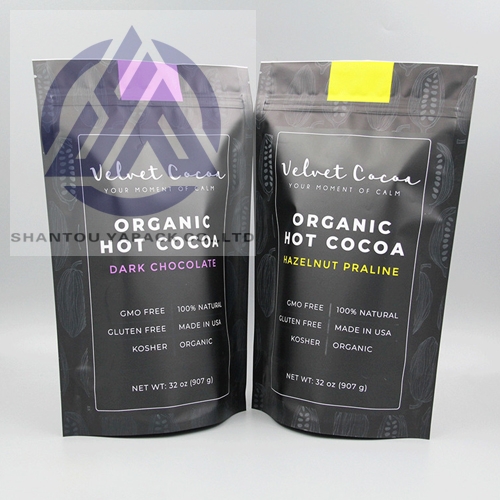 Velvet Cocoa
YOUR MOMENT OF CALM
ORGANIC
HOT COCOA
DARK CHOCOLATE
GMO FREE
100% NATURAL
GLUTEN FREE
MADE IN USA
KOSHER
ORGANIC
NET WT: 32 oz (907 g)
Velvet Cocoa
YOUR MOMENT OF CALM
ORGANIC
HOT COCOA
HAZELNUT PRALINE
GMO FREE
100% NATURAL
GLUTEN FREE
MADE IN USA
KOSHER
ORGANIC
NET WT: 32 oz (907 g)
SHANTOU YAPACK CO. LTD